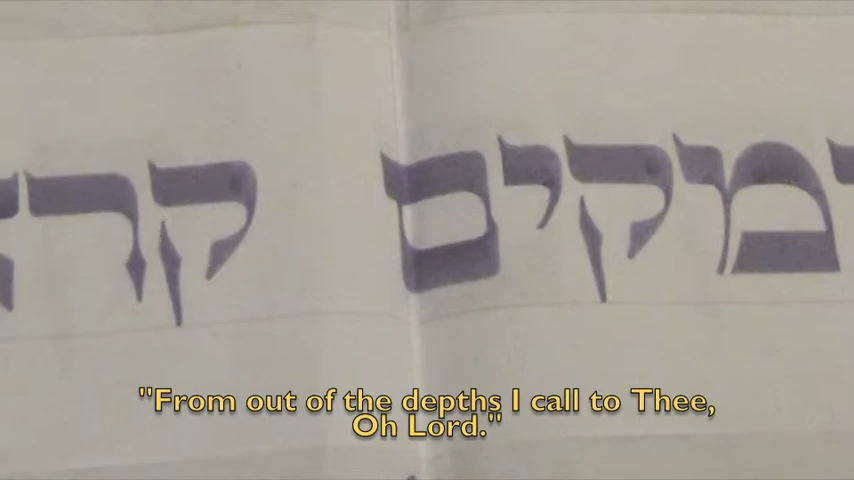 מקים קר
"From out of the depths I call to Thee,
Oh Lord."